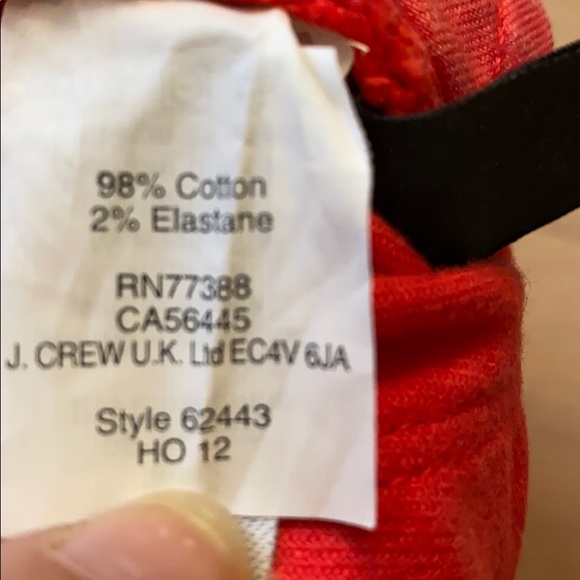 98% Cotton
2% Elastane
RN77388
CA56445
J. CREW U.K. Ltd EC4V 6JA
Style 62443
HO 12